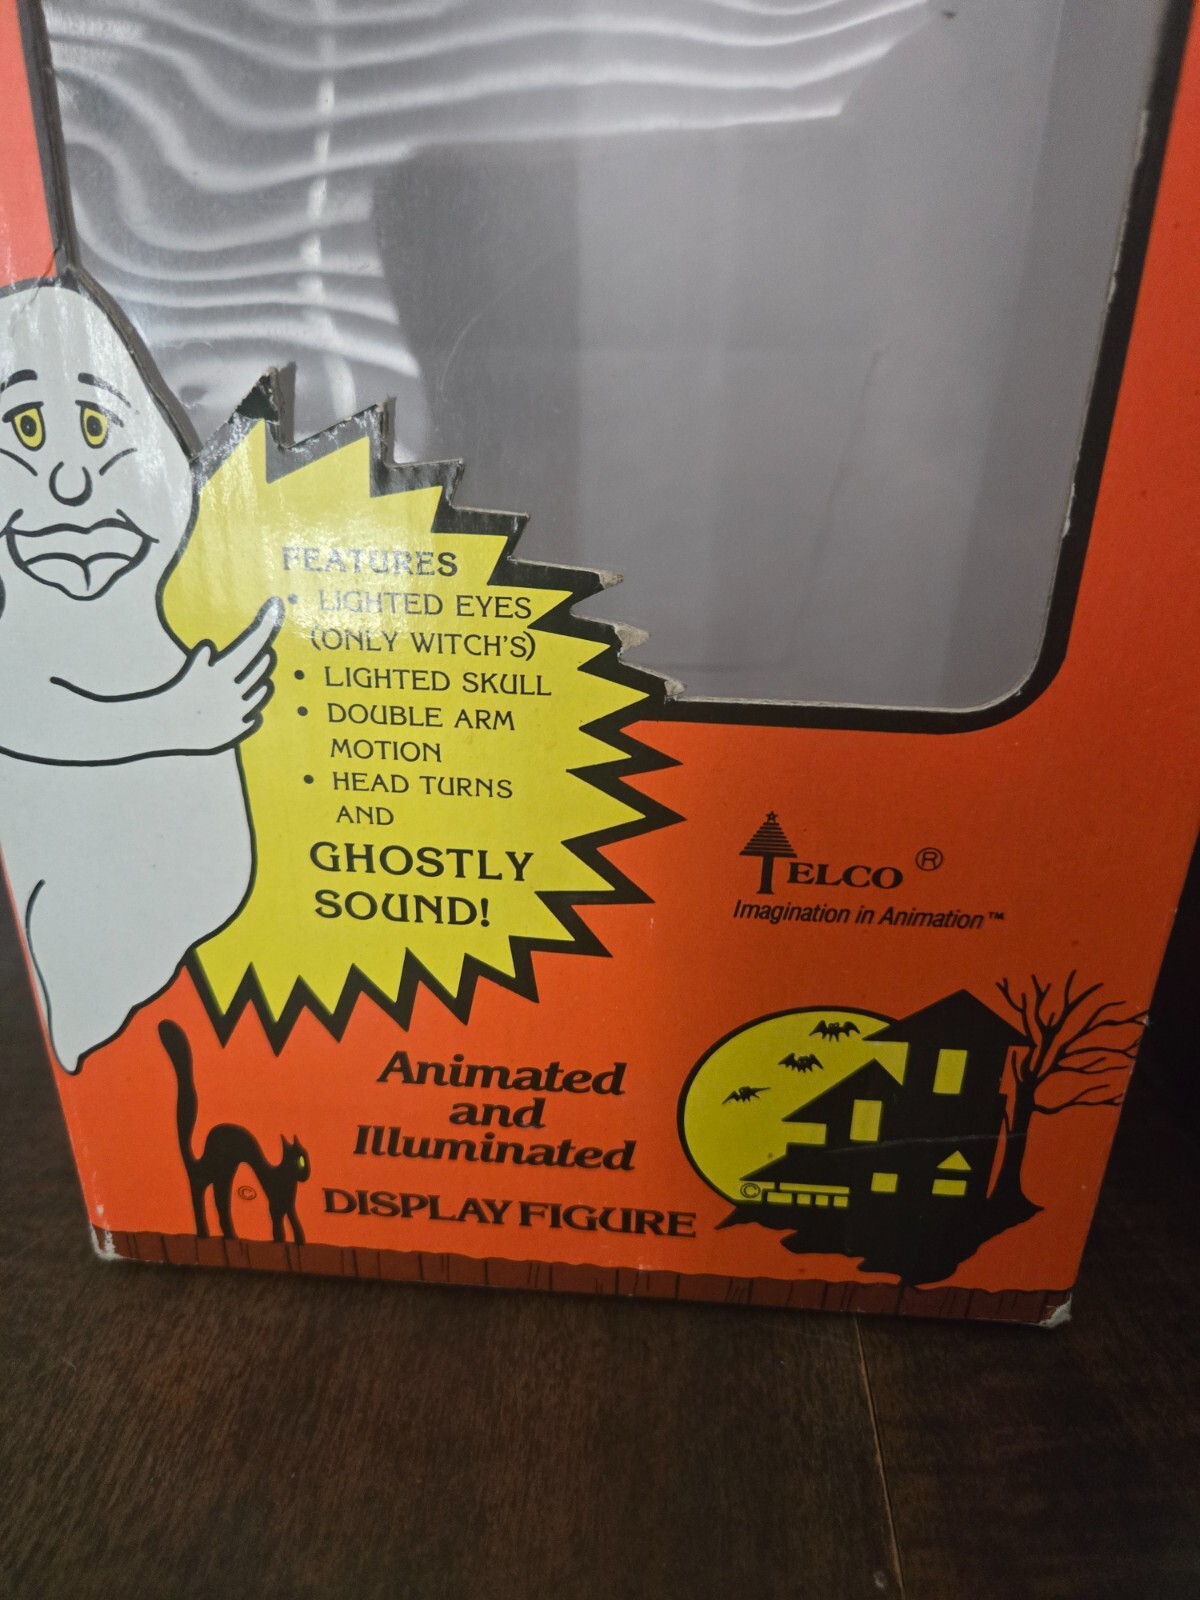 FEATURES
• LIGHTED EYES
(ONLY WITCH'S)
• LIGHTED SKULL
• DOUBLE ARM
MOTION
• HEAD TURNS
AND
GHOSTLY
SOUND!
TELCO ®
Imagination in Animation™
Animated
and
Illuminated
DISPLAY FIGURE
©
©